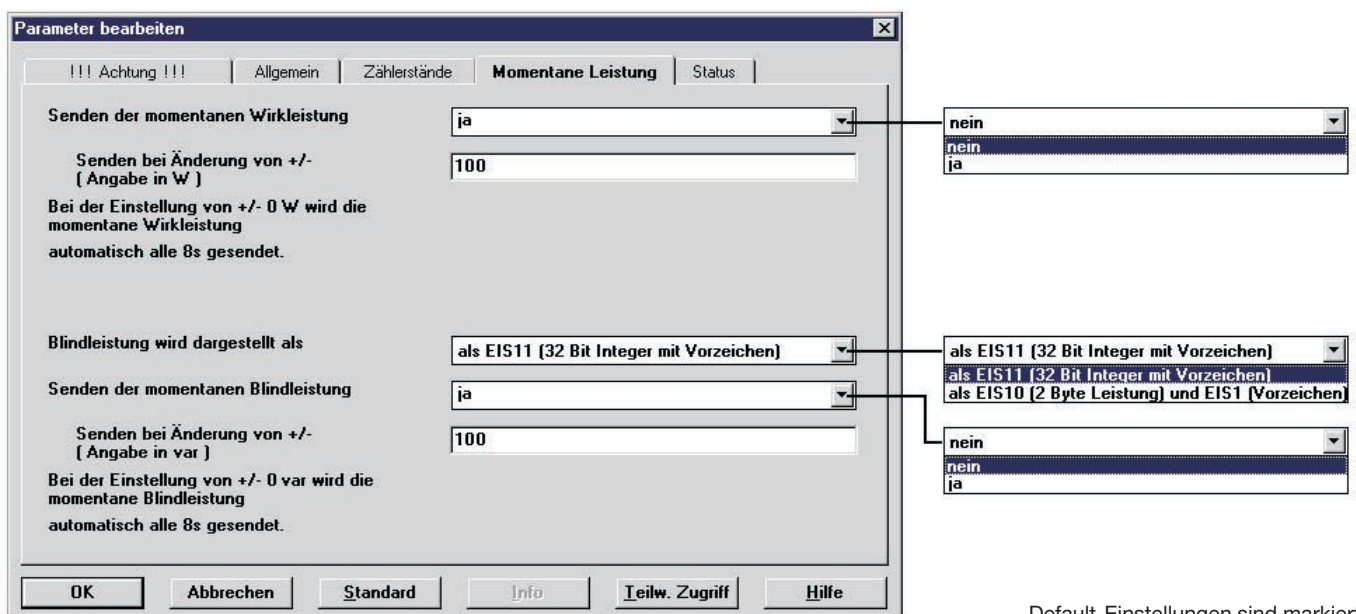 Parameter bearbeiten
!!! Achtung !!! Allgemein Zählerstände Momentane Leistung Status
Senden der momentanen Wirkleistung ja
Senden bei Änderung von +/-
( Angabe in W ) 100
Bei der Einstellung von +/- 0 W wird die
momentane Wirkleistung
automatisch alle 8s gesendet.
nein
nein
ja
Blindleistung wird dargestellt als als EIS11 (32 Bit Integer mit Vorzeichen)
Senden der momentanen Blindleistung ja
Senden bei Änderung von +/-
( Angabe in var ) 100
Bei der Einstellung von +/- 0 var wird die
momentane Blindleistung
automatisch alle 8s gesendet.
als EIS11 (32 Bit Integer mit Vorzeichen)
als EIS11 (32 Bit Integer mit Vorzeichen)
als EIS10 (2 Byte Leistung) und EIS1 (Vorzeichen)
nein
nein
ja
OK Abbrechen Standard Info Teilw. Zugriff Hilfe
Default-Einstellungen sind